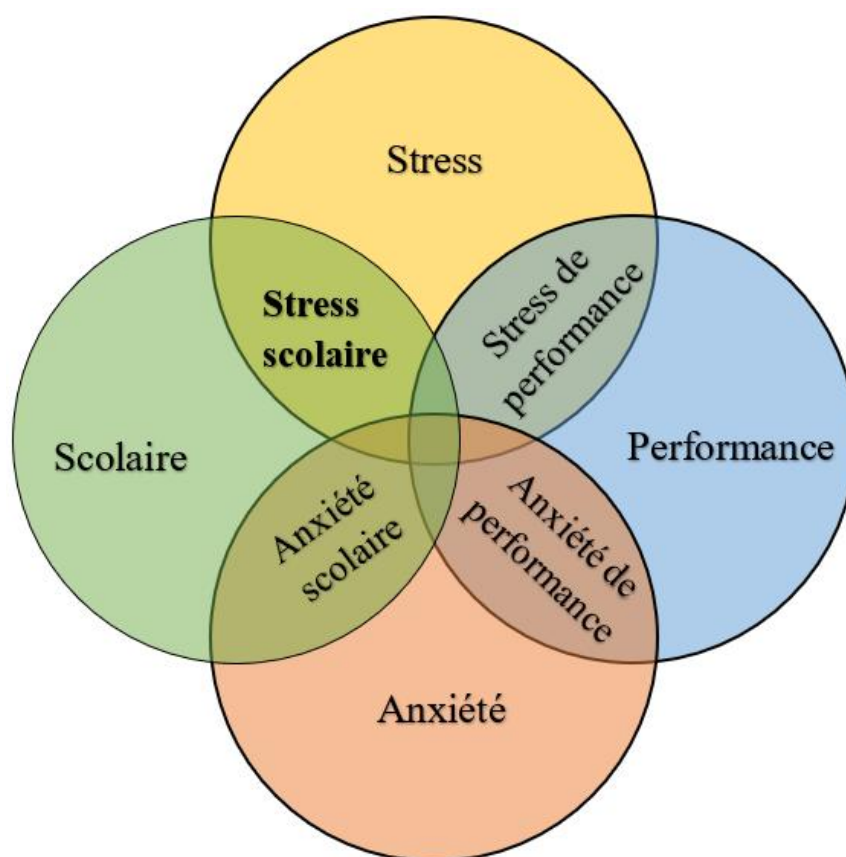 Stress
Stress
scolaire
Stress de
performance
Scolaire
Performance
Anxiété
scolaire
Anxiété de
performance
Anxiété